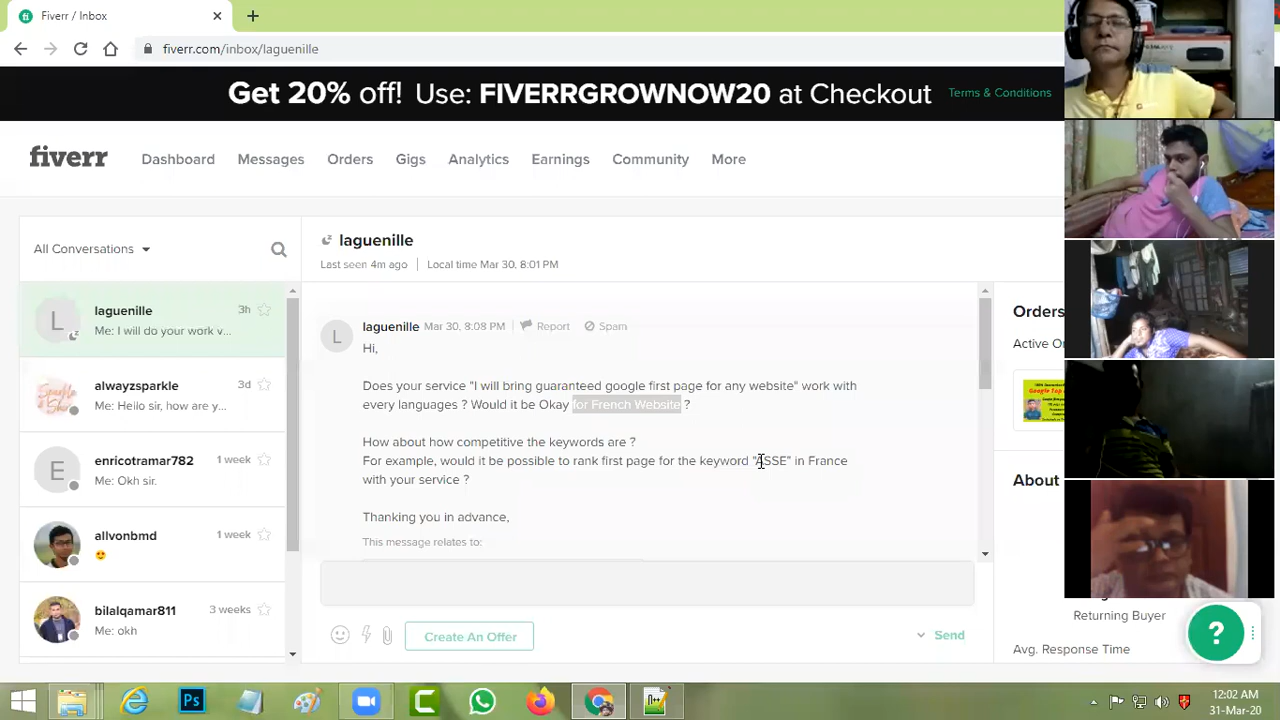 Fiverr / Inbox
fiverr.com/inbox/laguenille
Get 20% off! Use: FIVERRGROWNOW20 at Checkout
Terms & Conditions
fiverr
Dashboard Messages Orders Gigs Analytics Earnings Community More
All Conversations
laguenille
Last seen 4m ago | Local time Mar 30, 8:01 PM
laguenille 3h
Me: I will do your work v...
alwayzsparkle 3d
Me: Hello sir, how are y...
enricotramar782 1 week
Me: Okh sir.
allvonbmd 1 week
bilalqamar811 3 weeks
Me: okh
L
L
E
laguenille Mar 30, 8:08 PM Report Spam
Hi,
Does your service "I will bring guaranteed google first page for any website" work with
every languages ? Would it be Okay for French Website ?
How about how competitive the keywords are ?
For example, would it be possible to rank first page for the keyword "ASSE" in France
with your service ?
Thanking you in advance,
This message relates to:
Create An Offer
Send
Orders
Active Or
Google Top
About
Returning Buyer
Avg. Response Time
?
12:02 AM
31-Mar-20